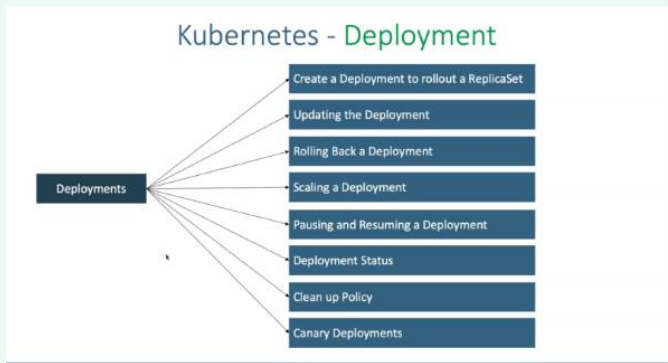 Kubernetes - Deployment
Create a Deployment to rollout a ReplicaSet
Updating the Deployment
Rolling Back a Deployment
Deployments
Scaling a Deployment
Pausing and Resuming a Deployment
Deployment Status
Clean up Policy
Canary Deployments